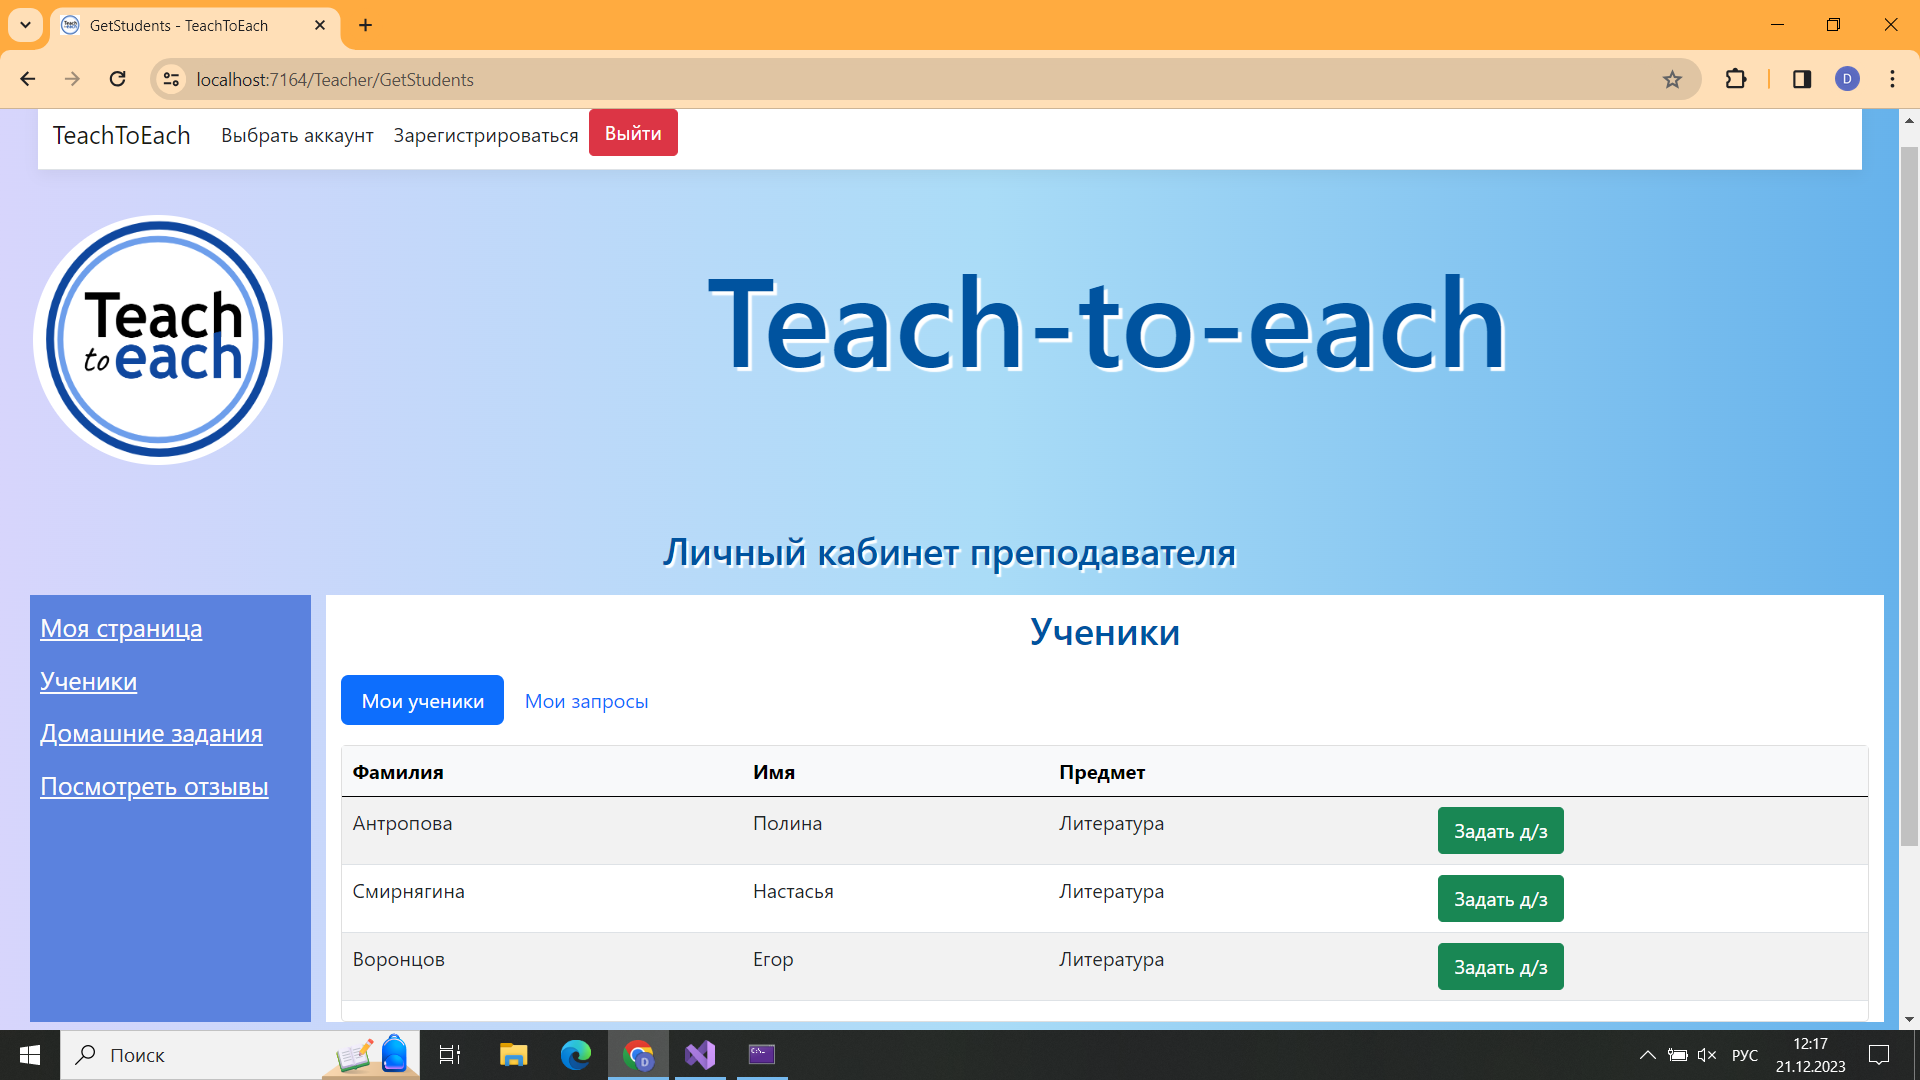 GetStudents - TeachToEach
localhost:7164/Teacher/GetStudents
D
TeachToEach Выбрать аккаунт Зарегистрироваться Выйти
Teach
to each
Teach-to-each
Личный кабинет преподавателя
Моя страница
Ученики
Домашние задания
Посмотреть отзывы
Ученики
Мои ученики Мои запросы
Фамилия Имя Предмет
Антропова Полина Литература Задать д/з
Смирнягина Настасья Литература Задать д/з
Воронцов Егор Литература Задать д/з
Поиск
D
C:\.
РУС
12:17
21.12.2023